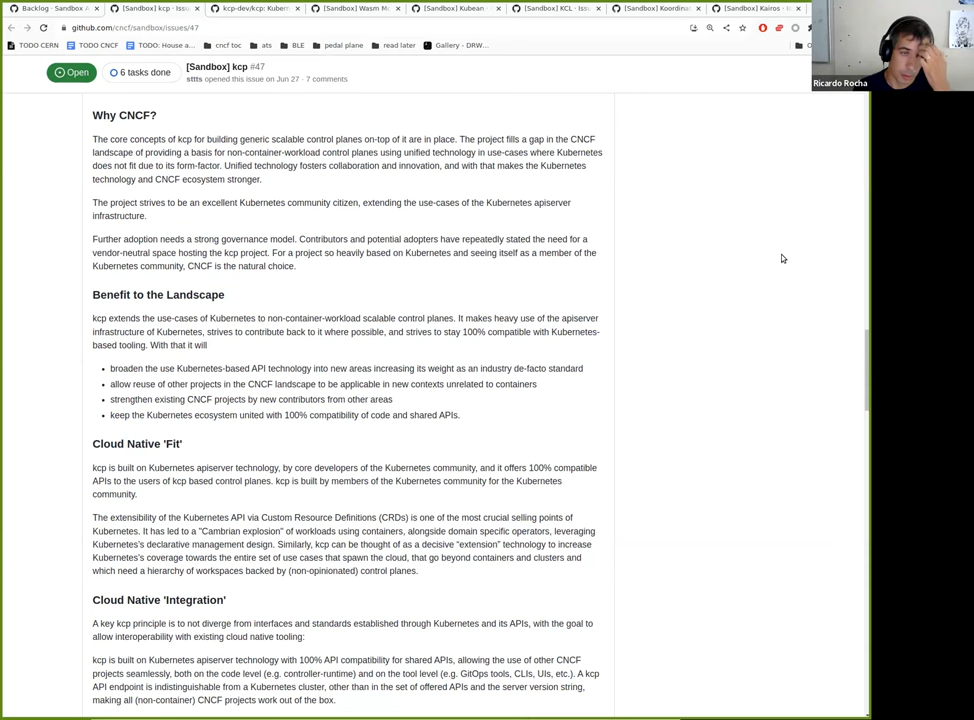 Backlog - Sandbox A
[Sandbox] kcp · Issu
kcp-dev/kcp: Kubern
[Sandbox] Wasm Mo
[Sandbox] Kubean ·
[Sandbox] KCL · Issu
[Sandbox] Koordina
[Sandbox] Kairos · Is
github.com/cncf/sandbox/issues/47
TODO CERN
TODO CNCF
TODO: House a...
cncf toc
ats
BLE
pedal plane
read later
Gallery - DRW...
Ricardo Rocha
Open
6 tasks done
[Sandbox] kcp #47
sttts opened this issue on Jun 27 · 7 comments
Why CNCF?
The core concepts of kcp for building generic scalable control planes on-top of it are in place. The project fills a gap in the CNCF
landscape of providing a basis for non-container-workload control planes using unified technology in use-cases where Kubernetes
does not fit due to its form-factor. Unified technology fosters collaboration and innovation, and with that makes the Kubernetes
technology and CNCF ecosystem stronger.
The project strives to be an excellent Kubernetes community citizen, extending the use-cases of the Kubernetes apiserver
infrastructure.
Further adoption needs a strong governance model. Contributors and potential adopters have repeatedly stated the need for a
vendor-neutral space hosting the kcp project. For a project so heavily based on Kubernetes and seeing itself as a member of the
Kubernetes community, CNCF is the natural choice.
Benefit to the Landscape
kcp extends the use-cases of Kubernetes to non-container-workload scalable control planes. It makes heavy use of the apiserver
infrastructure of Kubernetes, strives to contribute back to it where possible, and strives to stay 100% compatible with Kubernetes-
based tooling. With that it will
• broaden the use Kubernetes-based API technology into new areas increasing its weight as an industry de-facto standard
• allow reuse of other projects in the CNCF landscape to be applicable in new contexts unrelated to containers
• strengthen existing CNCF projects by new contributors from other areas
• keep the Kubernetes ecosystem united with 100% compatibility of code and shared APIs.
Cloud Native 'Fit'
kcp is built on Kubernetes apiserver technology, by core developers of the Kubernetes community, and it offers 100% compatible
APIs to the users of kcp based control planes. kcp is built by members of the Kubernetes community for the Kubernetes
community.
The extensibility of the Kubernetes API via Custom Resource Definitions (CRDs) is one of the most crucial selling points of
Kubernetes. It has led to a "Cambrian explosion" of workloads using containers, alongside domain specific operators, leveraging
Kubernetes's declarative management design. Similarly, kcp can be thought of as a decisive “extension” technology to increase
Kubernetes's coverage towards the entire set of use cases that spawn the cloud, that go beyond containers and clusters and
which need a hierarchy of workspaces backed by (non-opinionated) control planes.
Cloud Native 'Integration'
A key kcp principle is to not diverge from interfaces and standards established through Kubernetes and its APIs, with the goal to
allow interoperability with existing cloud native tooling:
kcp is built on Kubernetes apiserver technology with 100% API compatibility for shared APIs, allowing the use of other CNCF
projects seamlessly, both on the code level (e.g. controller-runtime) and on the tool level (e.g. GitOps tools, CLIs, UIs, etc.). A kcp
API endpoint is indistinguishable from a Kubernetes cluster, other than in the set of offered APIs and the server version string,
making all (non-container) CNCF projects work out of the box.